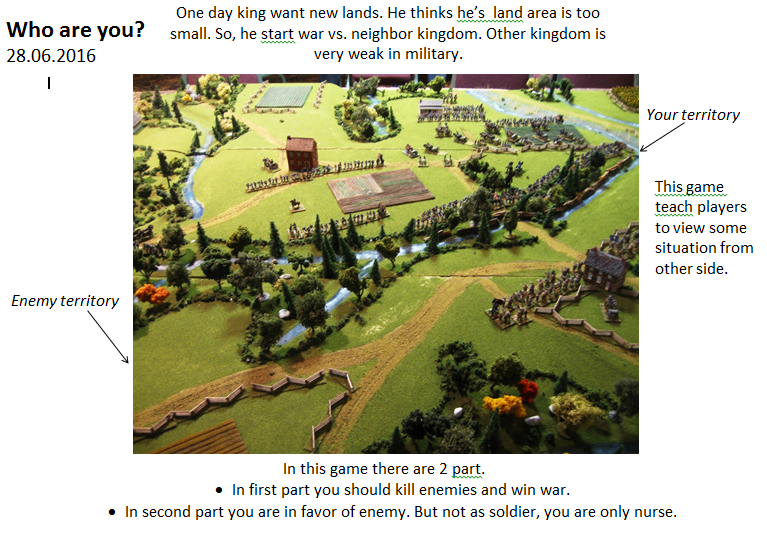 Who are you?
28.06.2016
I
One day king want new lands. He thinks he's land area is too
small. So, he start war vs. neighbor kingdom. Other kingdom is
very weak in military.
Your territory
This game
teach players
to view some
situation from
other side.
Enemy territory
In this game there are 2 part.
• In first part you should kill enemies and win war.
• In second part you are in favor of enemy. But not as soldier, you are only nurse.